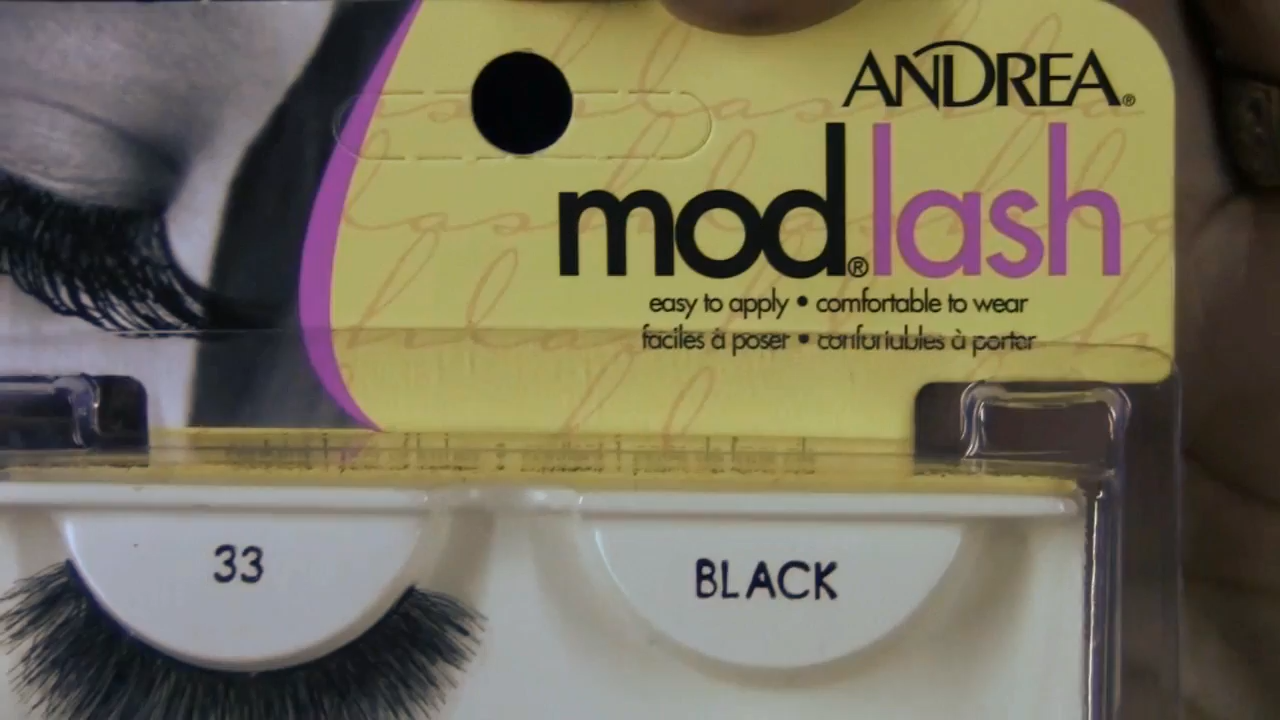 ANDREA®
mod®lash
easy to apply • comfortable to wear
faciles à poser • confortables à porter
33
BLACK